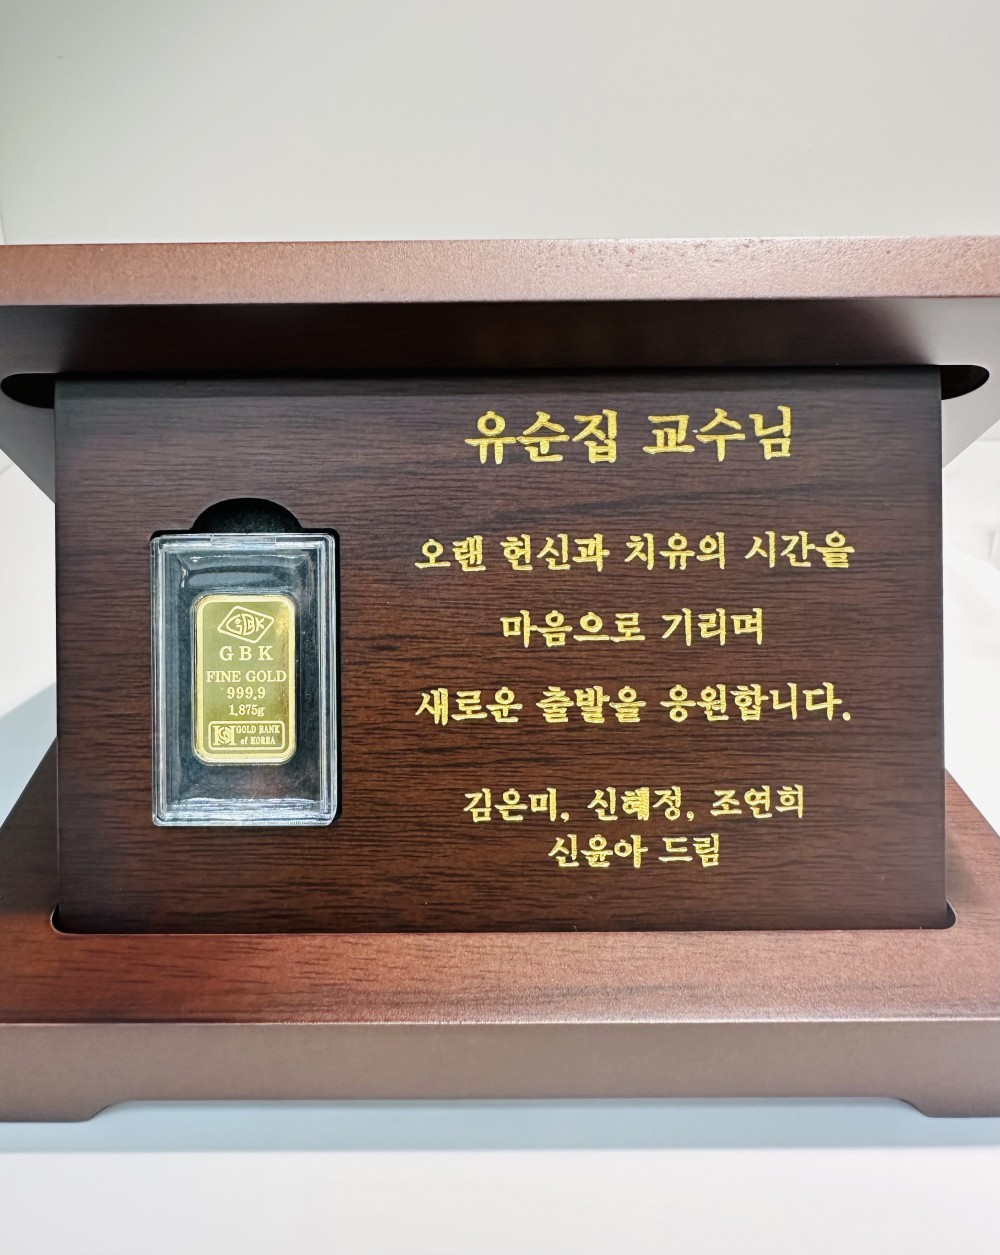 유순집 교수님
오랜 헌신과 치유의 시간을
마음으로 기리며
새로운 출발을 응원합니다.
김은미, 신혜정, 조연희
신윤아 드림
GBK
G B K
FINE GOLD
999.9
1.875g
GOLD BANK
of KOREA